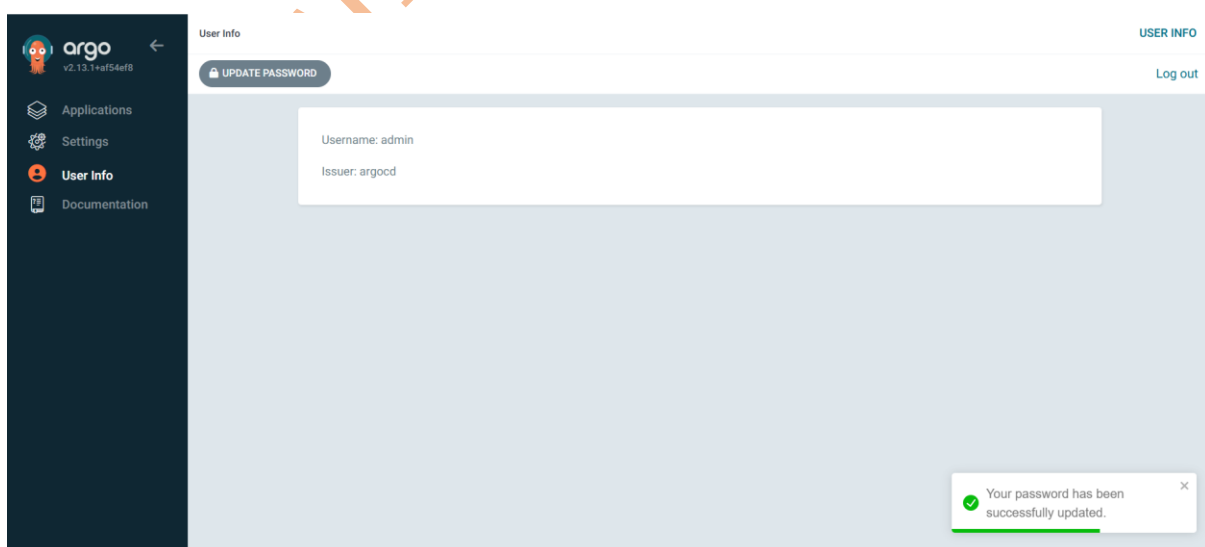 argo
v2.13.1+af54ef8
Applications
Settings
User Info
Documentation
User Info
USER INFO
UPDATE PASSWORD
Log out
Username: admin
Issuer: argocd
Your password has been
successfully updated.